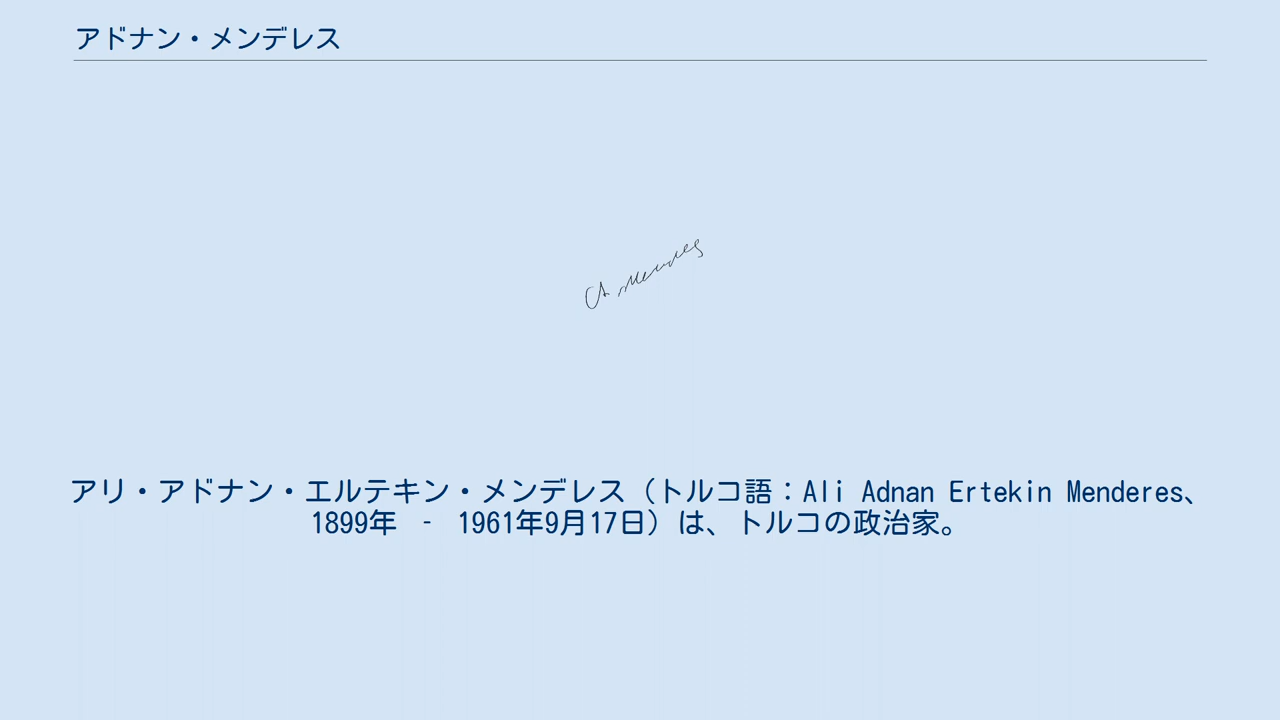 アドナン・メンデレス
A. Menderes
アリ・アドナン・エルテキン・メンデレス（トルコ語：Ali Adnan Ertekin Menderes、
1899年 - 1961年9月17日）は、トルコの政治家。